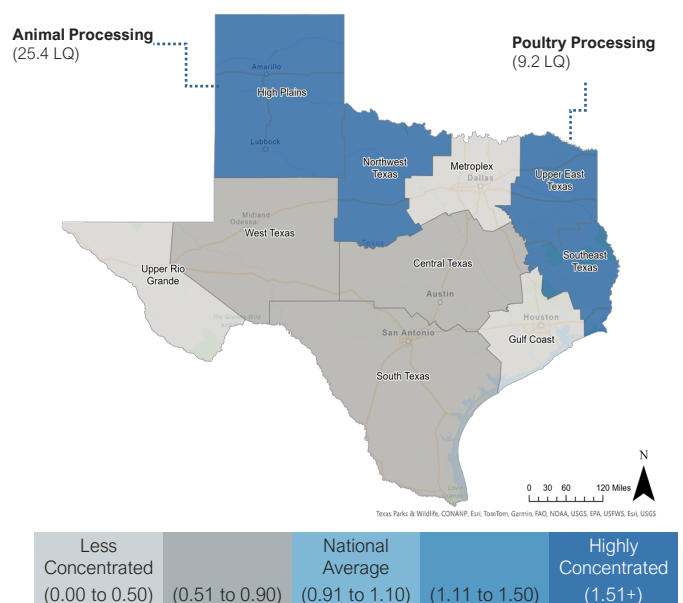 Animal Processing
(25.4 LQ)
Poultry Processing
(9.2 LQ)
Amarillo
High Plains
Lubbock
Northwest
Texas
Metroplex
Dallas
Upper East
Texas
Midland
Odessa
West Texas
Texas
Southeast
Texas
Upper Rio
Grande
Central Texas
Austin
Houston
Gulf Coast
San Antonio
South Texas
N
0 30 60 120 Miles
Texas Parks & Wildlife, CONANP, Esri, TomTom, Garmin, FAO, NOAA, USGS, EPA, USFWS, Esri, USGS
Less
Concentrated
(0.00 to 0.50)
(0.51 to 0.90)
National
Average
(0.91 to 1.10)
(1.11 to 1.50)
Highly
Concentrated
(1.51+)